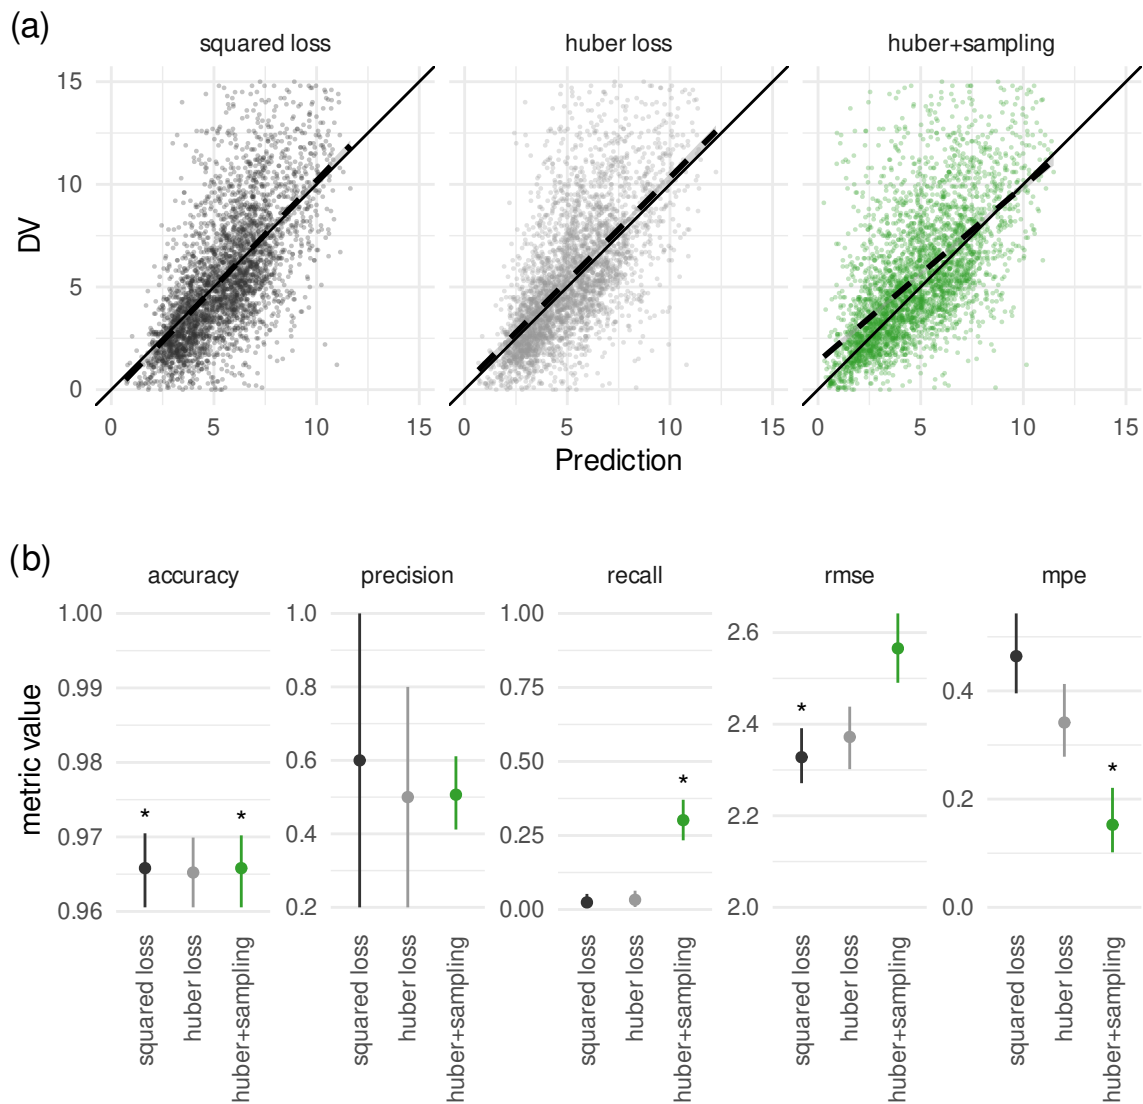 (a)
squared loss
huber loss
huber+sampling
15
10
5
0
DV
0 5 10 15
0 5 10 15
0 5 10 15
Prediction
(b)
accuracy
precision
recall
rmse
mpe
metric value
1.00
0.99
0.98
0.97
0.96
* *
squared loss
huber loss
huber+sampling
1.0
0.8
0.6
0.4
0.2
squared loss
huber loss
huber+sampling
1.00
0.75
0.50
0.25
0.00
*
squared loss
huber loss
huber+sampling
2.6
2.4
2.2
2.0
*
squared loss
huber loss
huber+sampling
0.4
0.2
0.0
*
squared loss
huber loss
huber+sampling